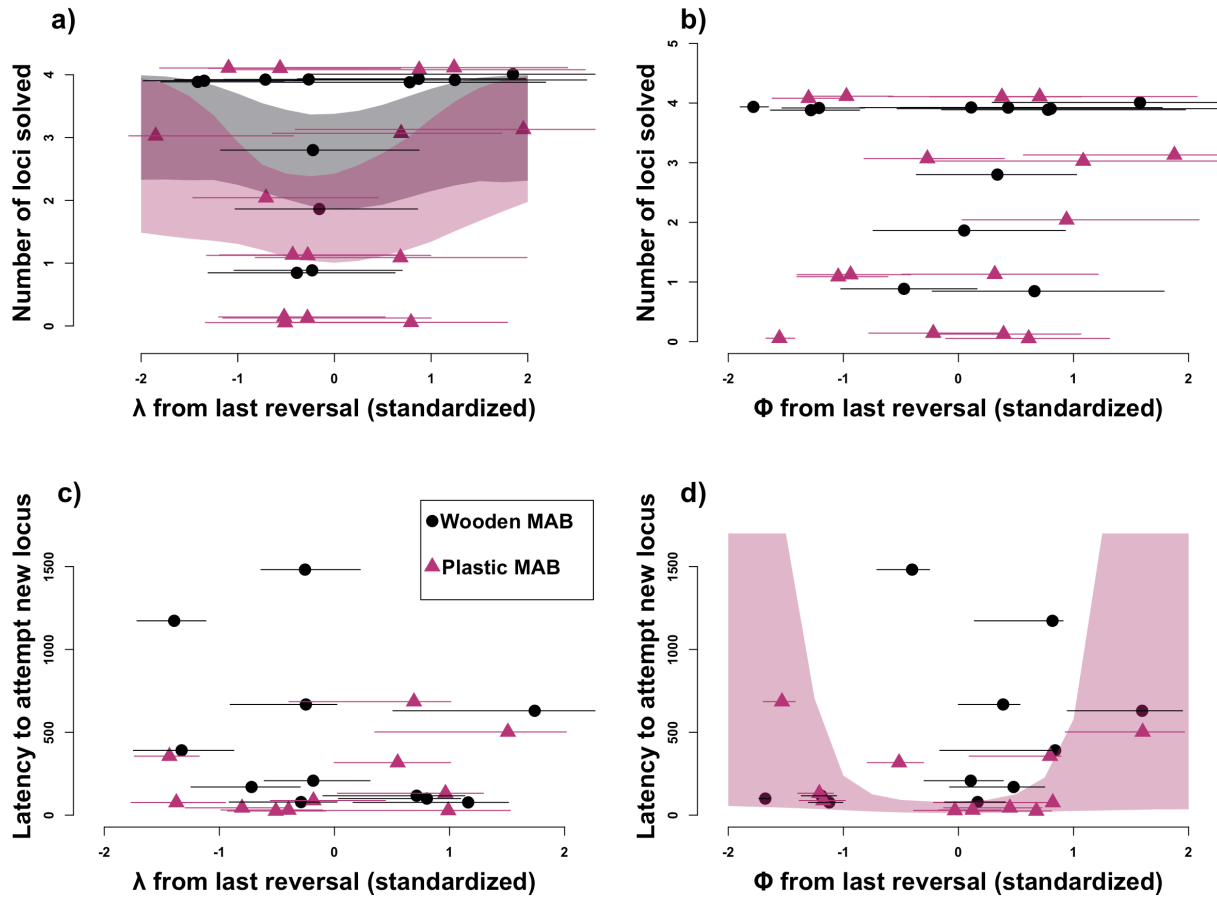 a)
Number of loci solved
4
3
2
1
0
-2 -1 0 1 2
λ from last reversal (standardized)
b)
Number of loci solved
5
4
3
2
1
0
-2 -1 0 1 2
Φ from last reversal (standardized)
c)
Latency to attempt new locus
1500
1000
500
0
Wooden MAB
Plastic MAB
-2 -1 0 1 2
λ from last reversal (standardized)
d)
Latency to attempt new locus
1500
1000
500
0
-2 -1 0 1 2
Φ from last reversal (standardized)